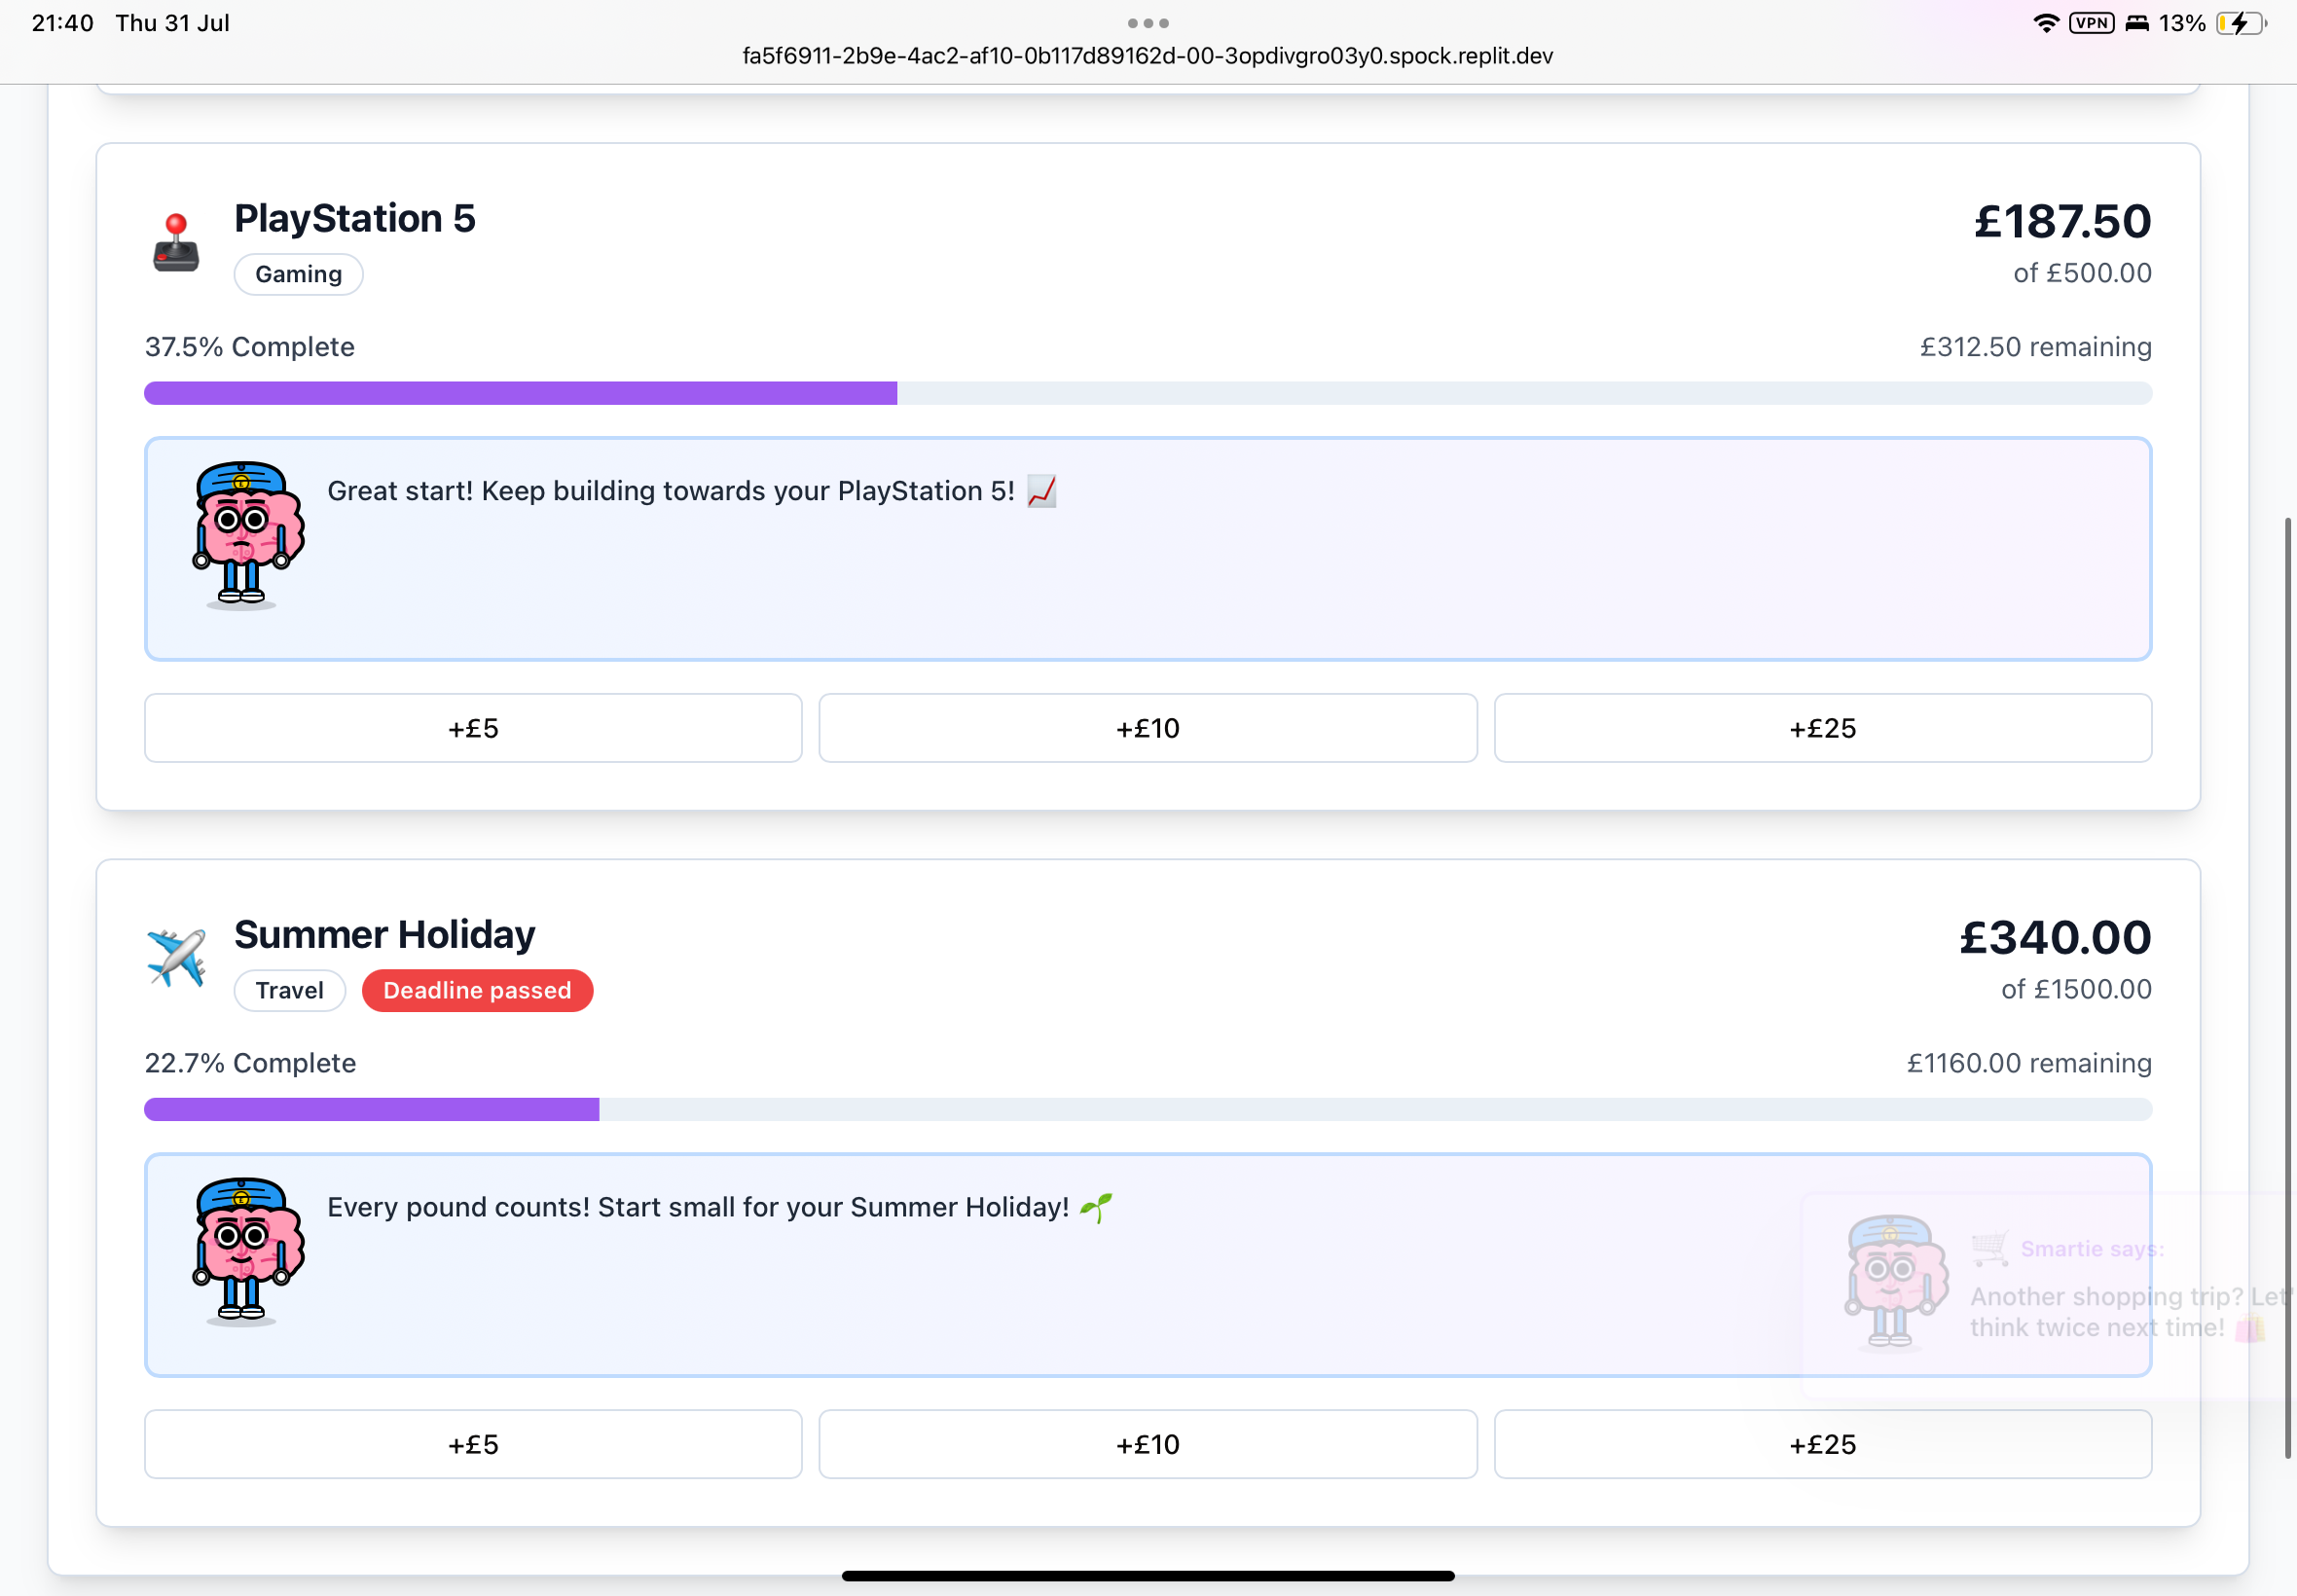 21:40 Thu 31 Jul
VPN 13%
fa5f6911-2b9e-4ac2-af10-0b117d89162d-00-3opdivgro03y0.spock.replit.dev
PlayStation 5
£187.50
Gaming
of £500.00
37.5% Complete
£312.50 remaining
Great start! Keep building towards your PlayStation 5! 📈
+£5
+£10
+£25
Summer Holiday
£340.00
Travel
Deadline passed
of £1500.00
22.7% Complete
£1160.00 remaining
Every pound counts! Start small for your Summer Holiday! 🌱
🛒 Smartie says:
Another shopping trip? Let'
think twice next time! 🛍️
+£5
+£10
+£25